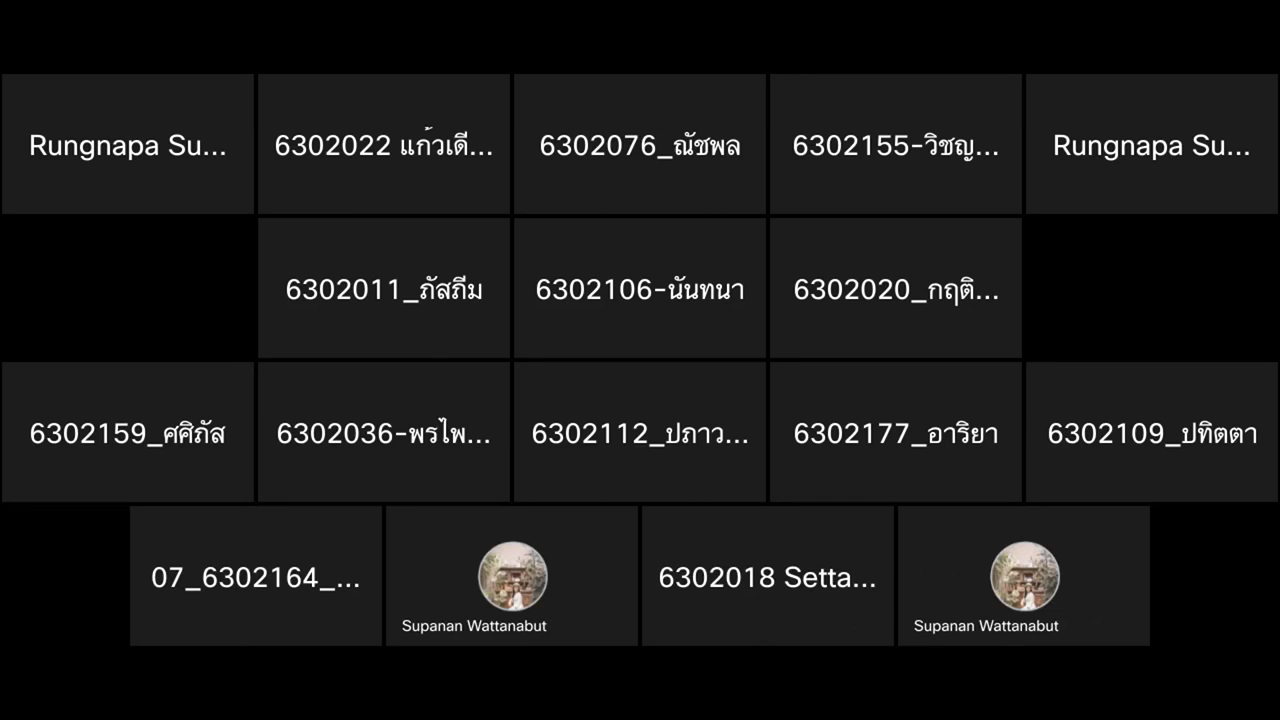 Rungnapa Su...
6302022 แก้วเดี...
6302076_ณัชพล
6302155-วิชญ...
Rungnapa Su...
6302011_ภัสภีม
6302106-นันทนา
6302020_กฤติ...
6302159_ศศิภัส
6302036-พรไพ...
6302112_ปภาว...
6302177_อาริยา
6302109_ปทิตตา
07_6302164_...
Supanan Wattanabut
6302018 Setta...
Supanan Wattanabut